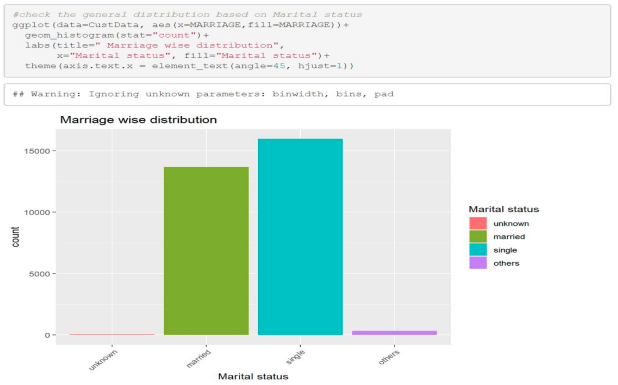 #check the general distribution based on Marital status
ggplot(data=CustData, aes(x=MARRIAGE,fill=MARRIAGE))+
  geom_histogram(stat="count")+
  labs(title=" Marriage wise distribution",
       x="Marital status", fill="Marital status")+
  theme(axis.text.x = element_text(angle=45, hjust=1))
## Warning: Ignoring unknown parameters: binwidth, bins, pad
Marriage wise distribution
15000
10000
5000
0
count
unknown
married
single
others
Marital status
Marital status
unknown
married
single
others